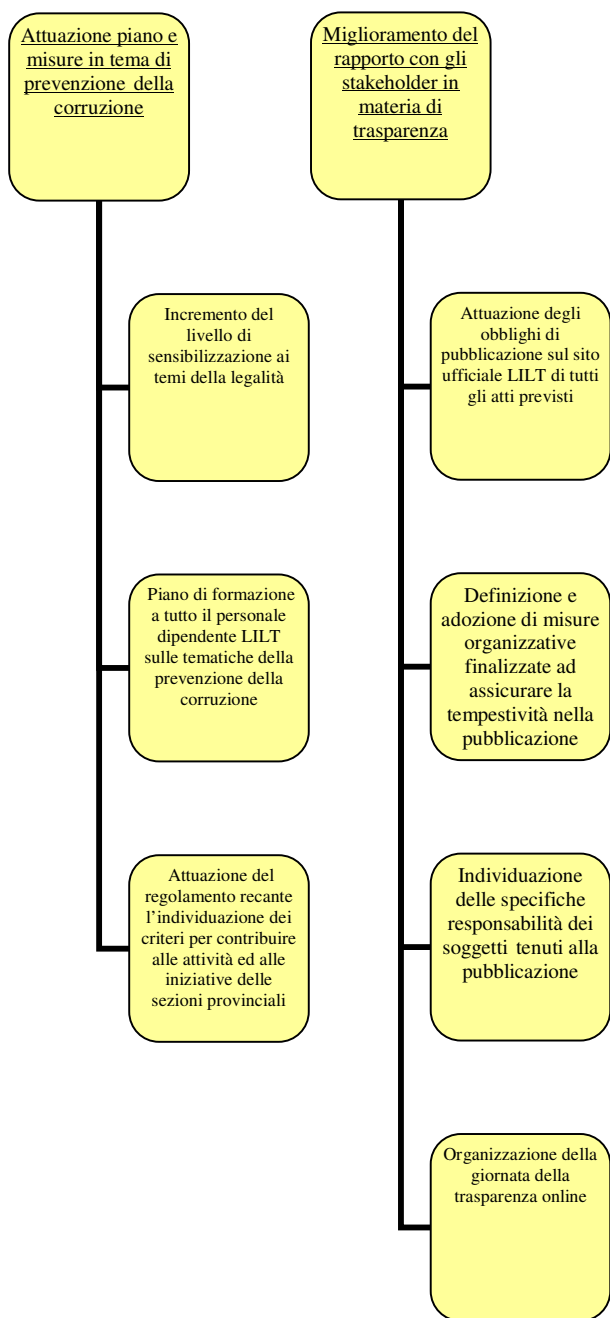 Attuazione piano e
misure in tema di
prevenzione della
corruzione
Incremento del
livello di
sensibilizzazione ai
temi della legalità
Piano di formazione
a tutto il personale
dipendente LILT
sulle tematiche della
prevenzione della
corruzione
Attuazione del
regolamento recante
l’individuazione dei
criteri per contribuire
alle attività ed alle
iniziative delle
sezioni provinciali
Miglioramento del
rapporto con gli
stakeholder in
materia di
trasparenza
Attuazione degli
obblighi di
pubblicazione sul sito
ufficiale LILT di tutti
gli atti previsti
Definizione e
adozione di misure
organizzative
finalizzate ad
assicurare la
tempestività nella
pubblicazione
Individuazione
delle specifiche
responsabilità dei
soggetti tenuti alla
pubblicazione
Organizzazione della
giornata della
trasparenza online